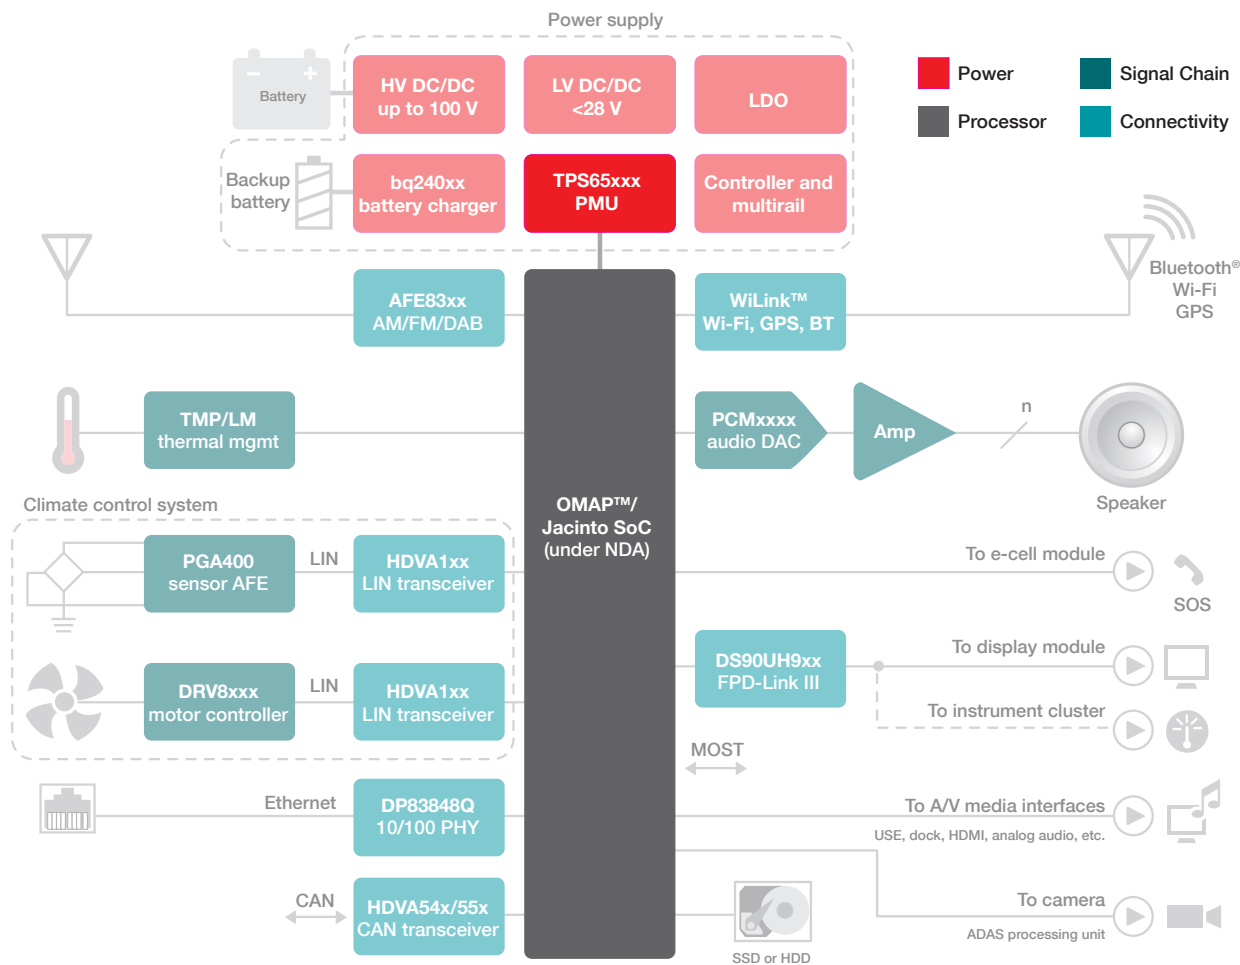 Power supply
Battery
HV DC/DC
up to 100 V
LV DC/DC
<28 V
LDO
Power
Signal Chain
Processor
Connectivity
Backup
battery
bq240xx
battery charger
TPS65xxx
PMU
Controller and
multirail
AFE83xx
AM/FM/DAB
WiLink™
Wi-Fi, GPS, BT
Bluetooth®
Wi-Fi
GPS
TMP/LM
thermal mgmt
PCMxxxx
audio DAC
Amp
n
Speaker
Climate control system
OMAP™/
Jacinto SoC
(under NDA)
PGA400
sensor AFE
LIN
HDVA1xx
LIN transceiver
To e-cell module
SOS
DRV8xxx
motor controller
LIN
HDVA1xx
LIN transceiver
DS90UH9xx
FPD-Link III
To display module
To instrument cluster
MOST
Ethernet
DP83848Q
10/100 PHY
To A/V media interfaces
USE, dock, HDMI, analog audio, etc.
CAN
HDVA54x/55x
CAN transceiver
SSD or HDD
To camera
ADAS processing unit